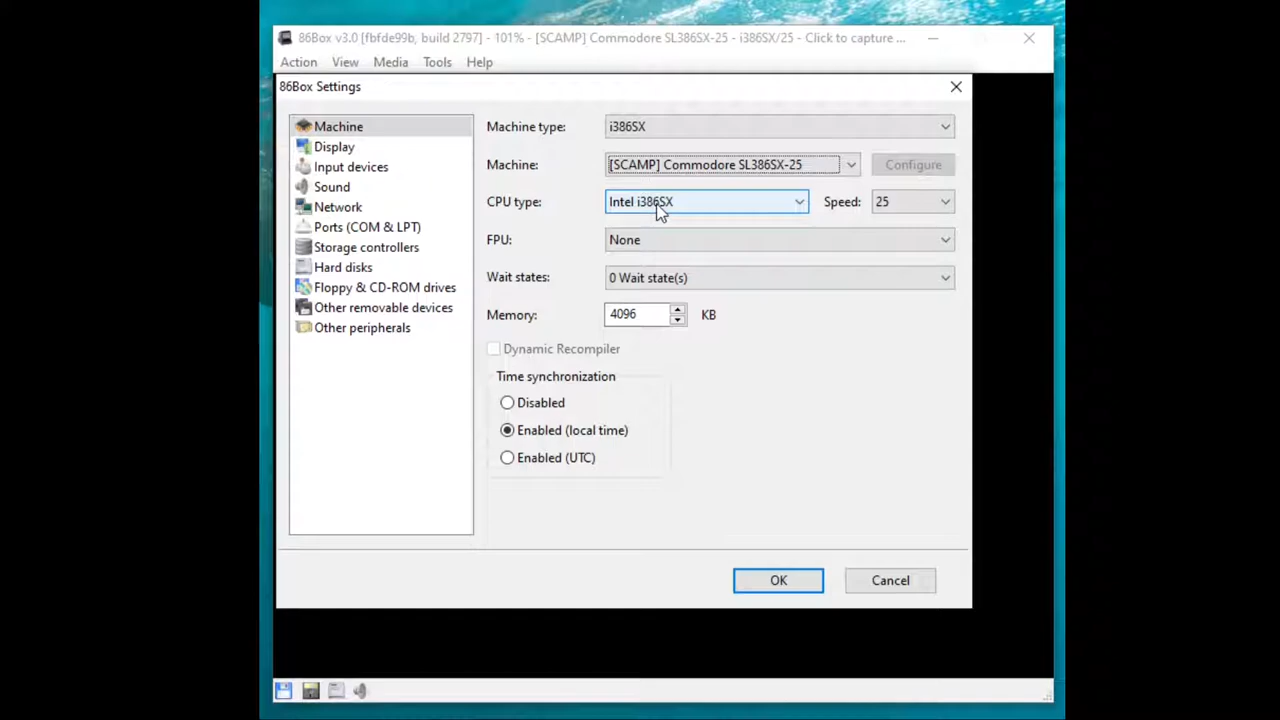 86Box v3.0 [fbfde99b, build 2797] - 101% - [SCAMP] Commodore SL386SX-25 - i386SX/25 - Click to capture ...
Action View Media Tools Help
86Box Settings
Machine
Display
Input devices
Sound
Network
Ports (COM & LPT)
Storage controllers
Hard disks
Floppy & CD-ROM drives
Other removable devices
Other peripherals
Machine type: i386SX
Machine: [SCAMP] Commodore SL386SX-25 Configure
CPU type: Intel i386SX Speed: 25
FPU: None
Wait states: 0 Wait state(s)
Memory: 4096 KB
Dynamic Recompiler
Time synchronization
Disabled
Enabled (local time)
Enabled (UTC)
OK Cancel